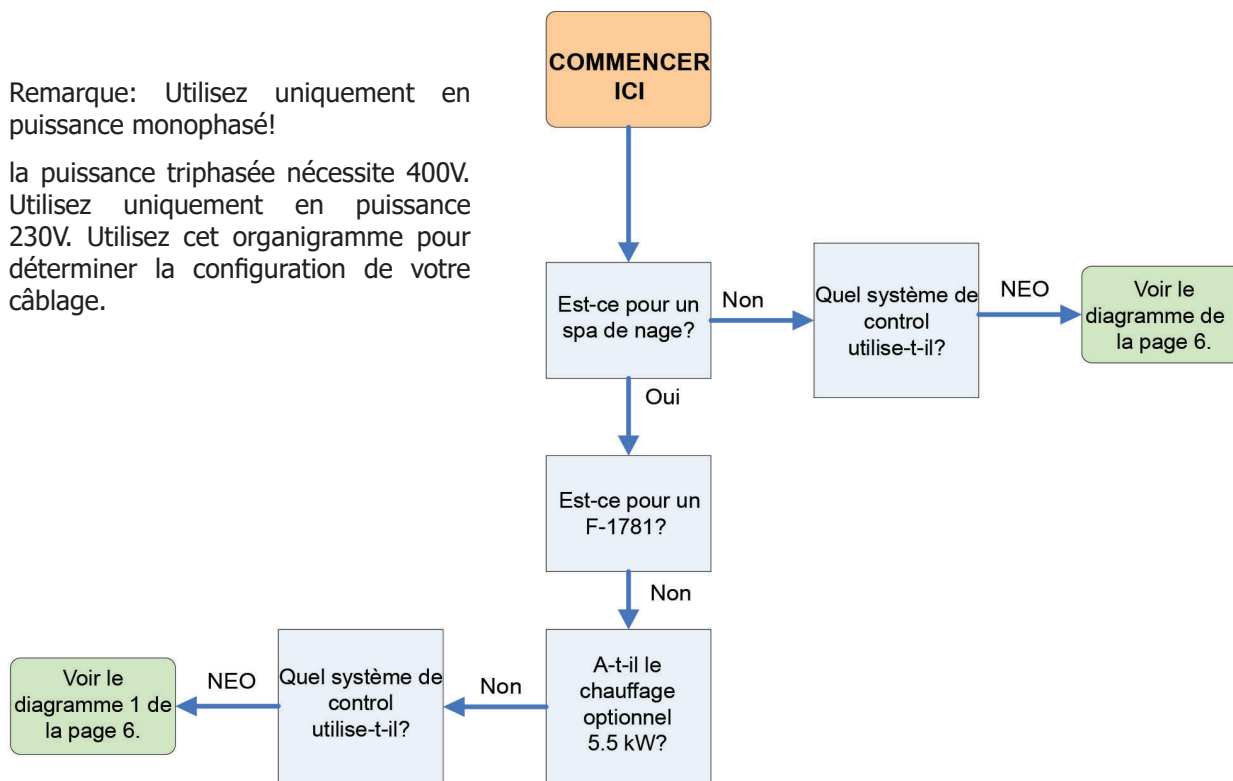 Remarque: Utilisez uniquement en
puissance monophasé!
la puissance triphasée nécessite 400V.
Utilisez uniquement en puissance
230V. Utilisez cet organigramme pour
déterminer la configuration de votre
câblage.
COMMENCER
ICI
Est-ce pour un
spa de nage?
Non
Quel système de
control
utilise-t-il?
NEO
Voir le
diagramme de
la page 6.
Oui
Est-ce pour un
F-1781?
Non
A-t-il le
chauffage
optionnel
5.5 kW?
Non
Quel système de
control
utilise-t-il?
NEO
Voir le
diagramme 1 de
la page 6.